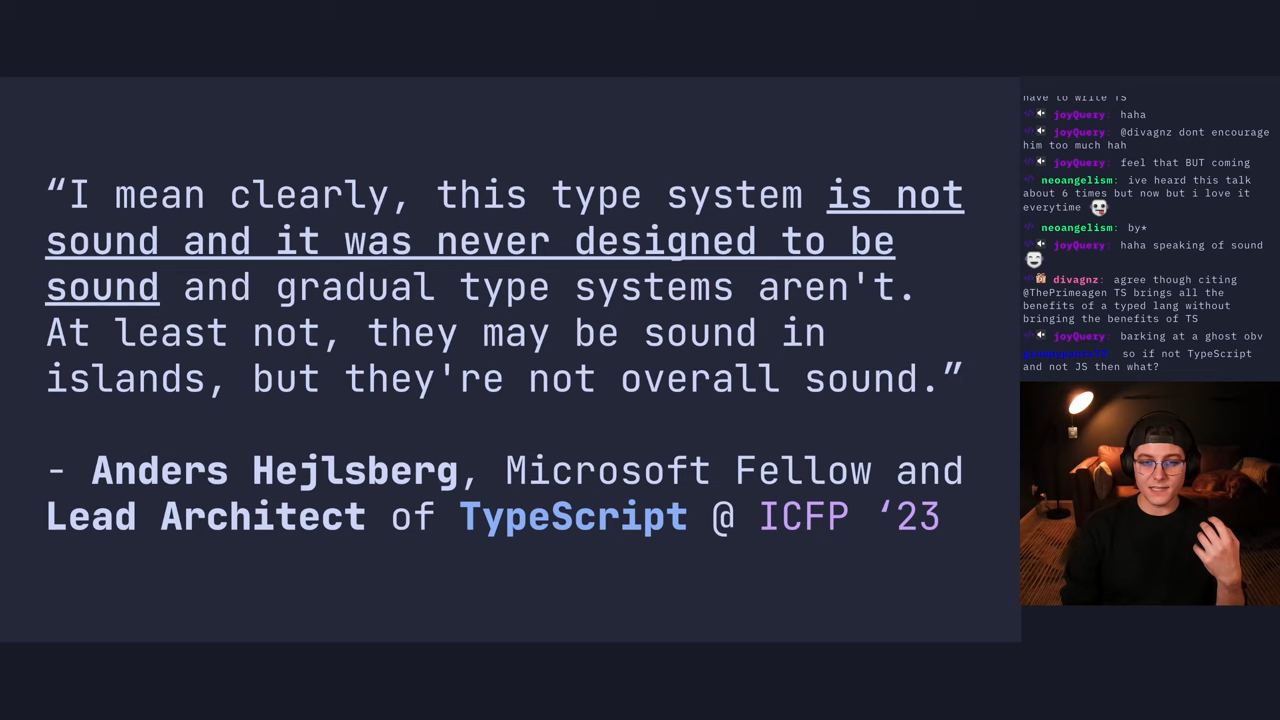 “I mean clearly, this type system is not
sound and it was never designed to be
sound and gradual type systems aren't.
At least not, they may be sound in
islands, but they're not overall sound.”
- Anders Hejlsberg, Microsoft Fellow and
Lead Architect of TypeScript @ ICFP ‘23
have to write TS
joyQuery: haha
joyQuery: @divagnz dont encourage
him too much hah
joyQuery: feel that BUT coming
neoangelism: ive heard this talk
about 6 times but now but i love it
everytime
neoangelism: by*
joyQuery: haha speaking of sound
divagnz: agree though citing
@ThePrimeagen TS brings all the
benefits of a typed lang without
bringing the benefits of TS
joyQuery: barking at a ghost obv
so if not TypeScript
and not JS then what?